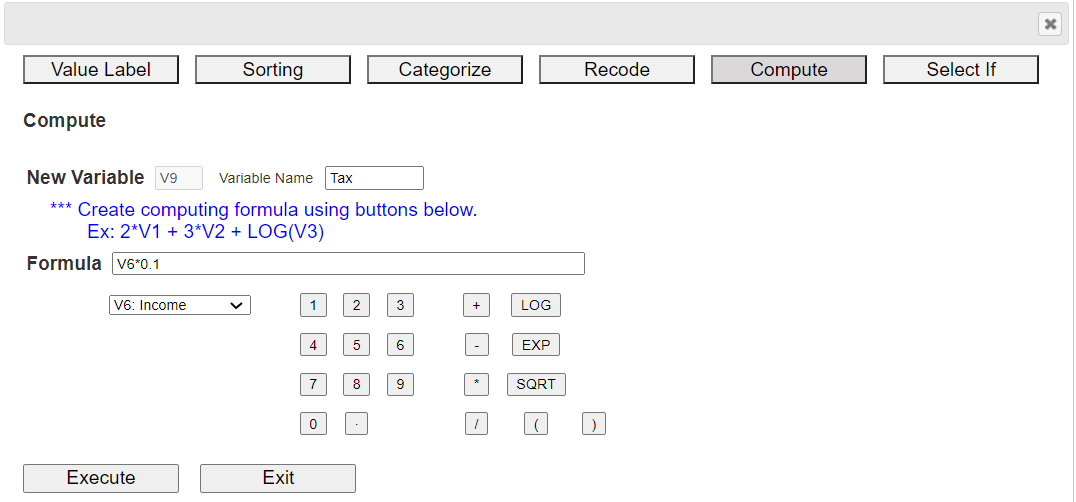 Value Label Sorting Categorize Recode Compute Select If
Compute
New Variable V9 Variable Name Tax
*** Create computing formula using buttons below.
Ex: 2*V1 + 3*V2 + LOG(V3)
Formula V6*0.1
V6: Income 1 2 3 + LOG
4 5 6 - EXP
7 8 9 * SQRT
0 . / ( )
Execute Exit